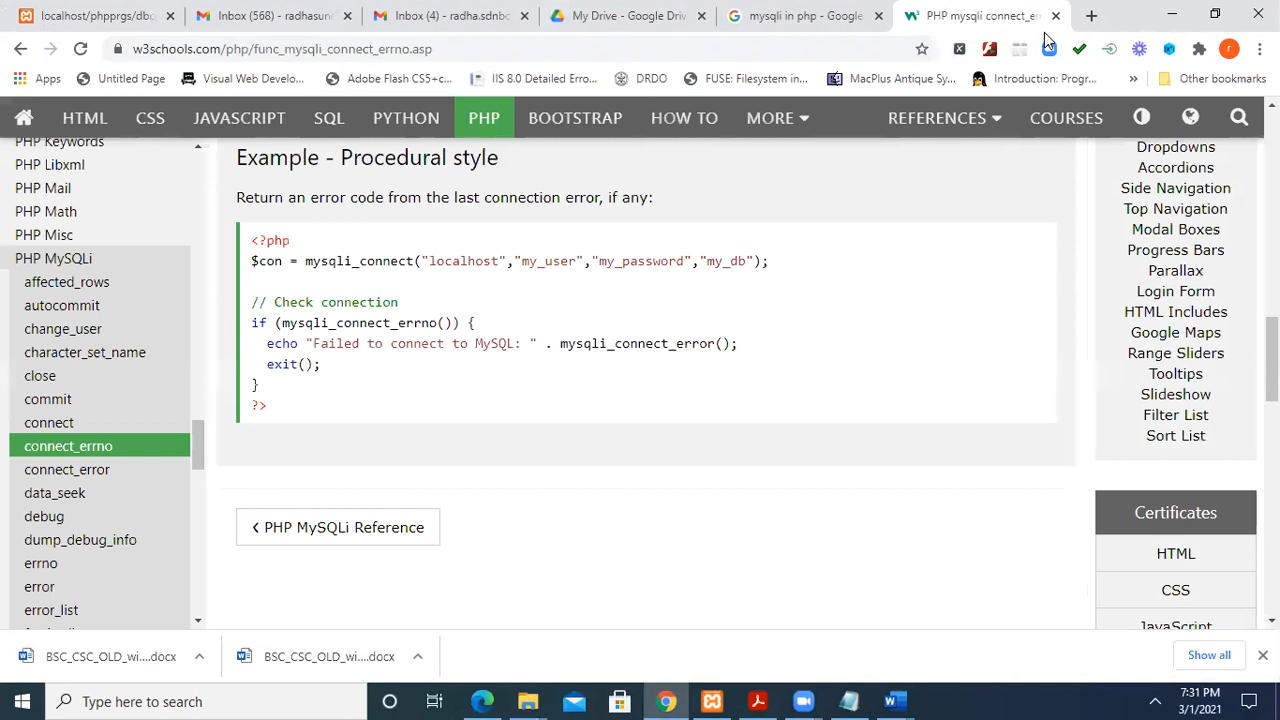 localhost/phpprgs/dbg
Inbox (568) - radhasun
Inbox (4) - radha.sdnbc
My Drive - Google Driv
mysqli in php - Google
PHP mysqli connect_er
w3schools.com/php/func_mysqli_connect_errno.asp
Apps
Untitled Page
Visual Web Develo...
Adobe Flash CS5+c...
IIS 8.0 Detailed Error...
DRDO
FUSE: Filesystem in...
MacPlus Antique Sy...
Introduction: Progr...
Other bookmarks
HTML
CSS
JAVASCRIPT
SQL
PYTHON
PHP
BOOTSTRAP
HOW TO
MORE
REFERENCES
COURSES
PHP Keywords
PHP Libxml
PHP Mail
PHP Math
PHP Misc
PHP MySQLi
affected_rows
autocommit
change_user
character_set_name
close
commit
connect
connect_errno
connect_error
data_seek
debug
dump_debug_info
errno
error
error_list
Example - Procedural style
Return an error code from the last connection error, if any:
<?php
$con = mysqli_connect("localhost","my_user","my_password","my_db");
// Check connection
if (mysqli_connect_errno()) {
echo "Failed to connect to MySQL: " . mysqli_connect_error();
exit();
}
?>
❮ PHP MySQLi Reference
Dropdowns
Accordions
Side Navigation
Top Navigation
Modal Boxes
Progress Bars
Parallax
Login Form
HTML Includes
Google Maps
Range Sliders
Tooltips
Slideshow
Filter List
Sort List
Certificates
HTML
CSS
JavaScript
BSC_CSC_OLD_wi....docx
BSC_CSC_OLD_wi....docx
Show all
Type here to search
7:31 PM
3/1/2021